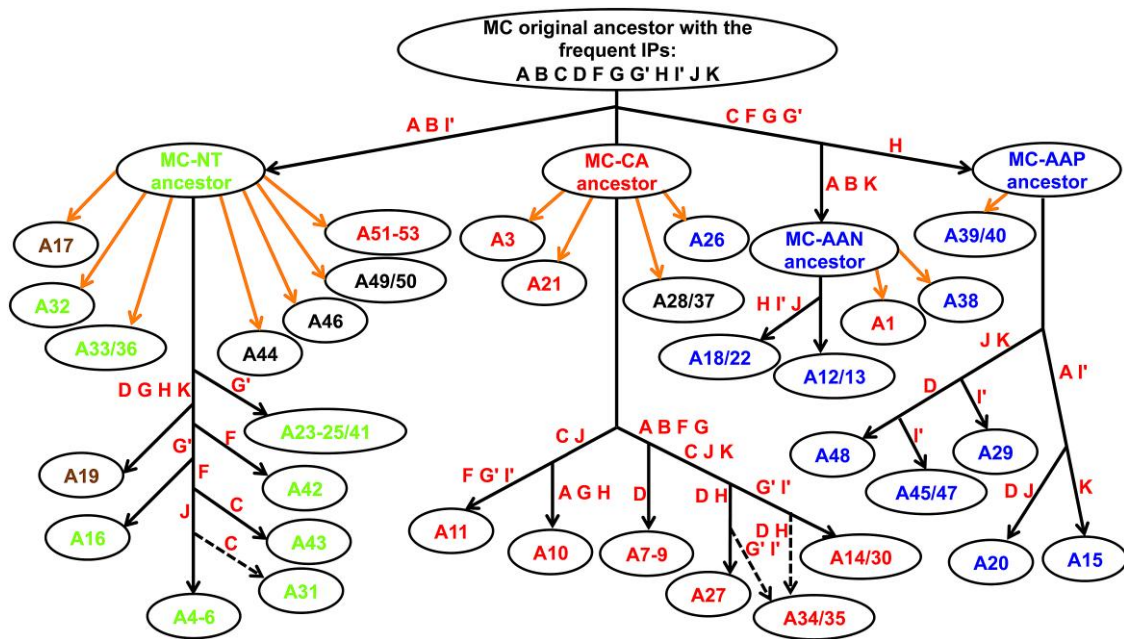 MC original ancestor with the
frequent IPs:
A B C D F G G' H I' J K
A B I'
C F G G'
H
MC-NT
ancestor
MC-CA
ancestor
A B K
MC-AAP
ancestor
A17
A51-53
A3
A26
MC-AAN
ancestor
A39/40
A32
A49/50
A21
A28/37
A38
A33/36
A46
A44
H I' J
A1
A18/22
A12/13
J K
D G H K
G'
D
I'
A I'
A23-25/41
C J
A B F G
C J K
A19
G'
F
A48
I'
A29
F
A42
F G' I'
A G H
D
D H
G' I'
A45/47
D J
K
A16
J
C
A43
A11
A10
A7-9
D H
G' I'
A14/30
C
A31
A27
A20
A15
A4-6
A34/35